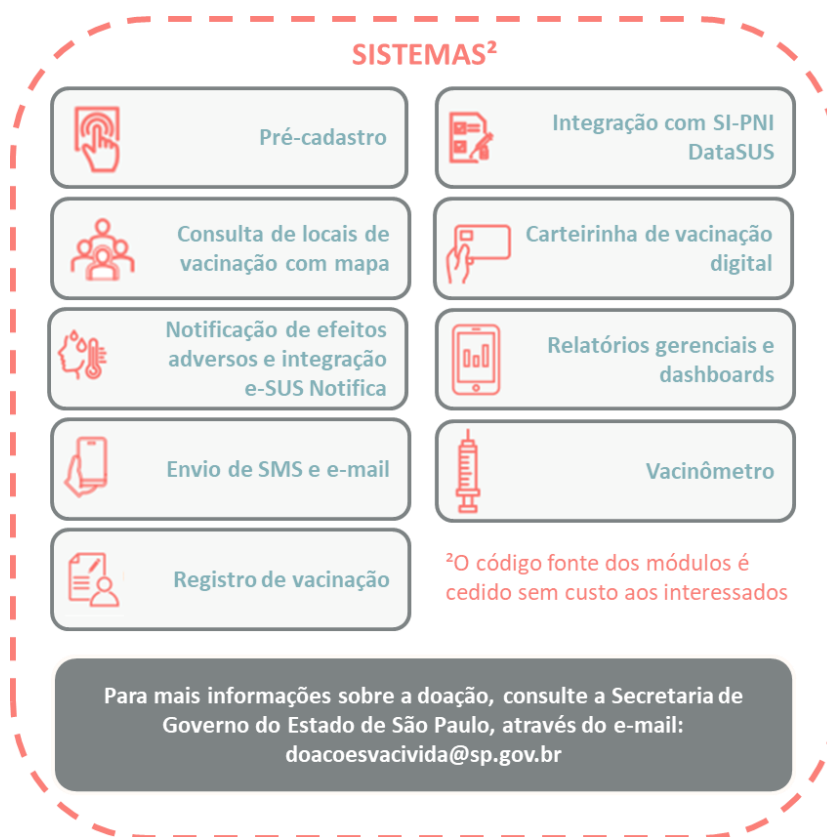 SISTEMAS²
Pré-cadastro
Consulta de locais de
vacinação com mapa
Notificação de efeitos
adversos e integração
e-SUS Notifica
Envio de SMS e e-mail
Registro de vacinação
Integração com SI-PNI
DataSUS
Carteirinha de vacinação
digital
Relatórios gerenciais e
dashboards
Vacinômetro
²O código fonte dos módulos é
cedido sem custo aos interessados
Para mais informações sobre a doação, consulte a Secretaria de
Governo do Estado de São Paulo, através do e-mail:
doacoesvacivida@sp.gov.br